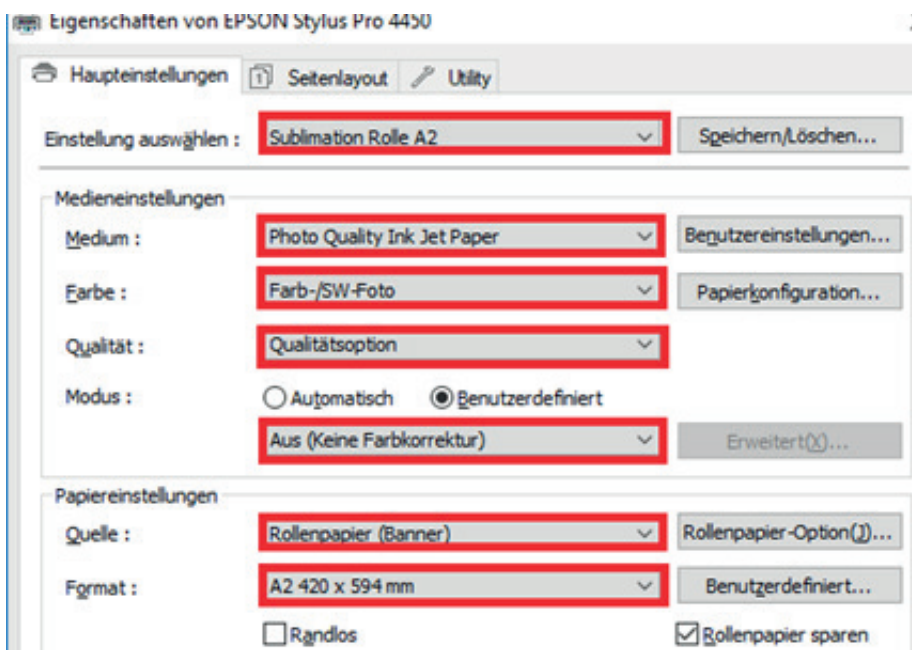 Eigenschaften von EPSON Stylus Pro 4450
Haupteinstellungen Seitenlayout Utility
Einstellung auswählen : Sublimation Rolle A2 Speichern/Löschen...
Medieneinstellungen
Medium : Photo Quality Ink Jet Paper Benutzereinstellungen...
Farbe : Farb-/SW-Foto Papierkonfiguration...
Qualität : Qualitätsoption
Modus : Automatisch Benutzerdefiniert
Aus (Keine Farbkorrektur) Erweitert(X)...
Papiereinstellungen
Quelle : Rollenpapier (Banner) Rollenpapier-Option(J)...
Format : A2 420 x 594 mm Benutzerdefiniert...
Randlos Rollenpapier sparen